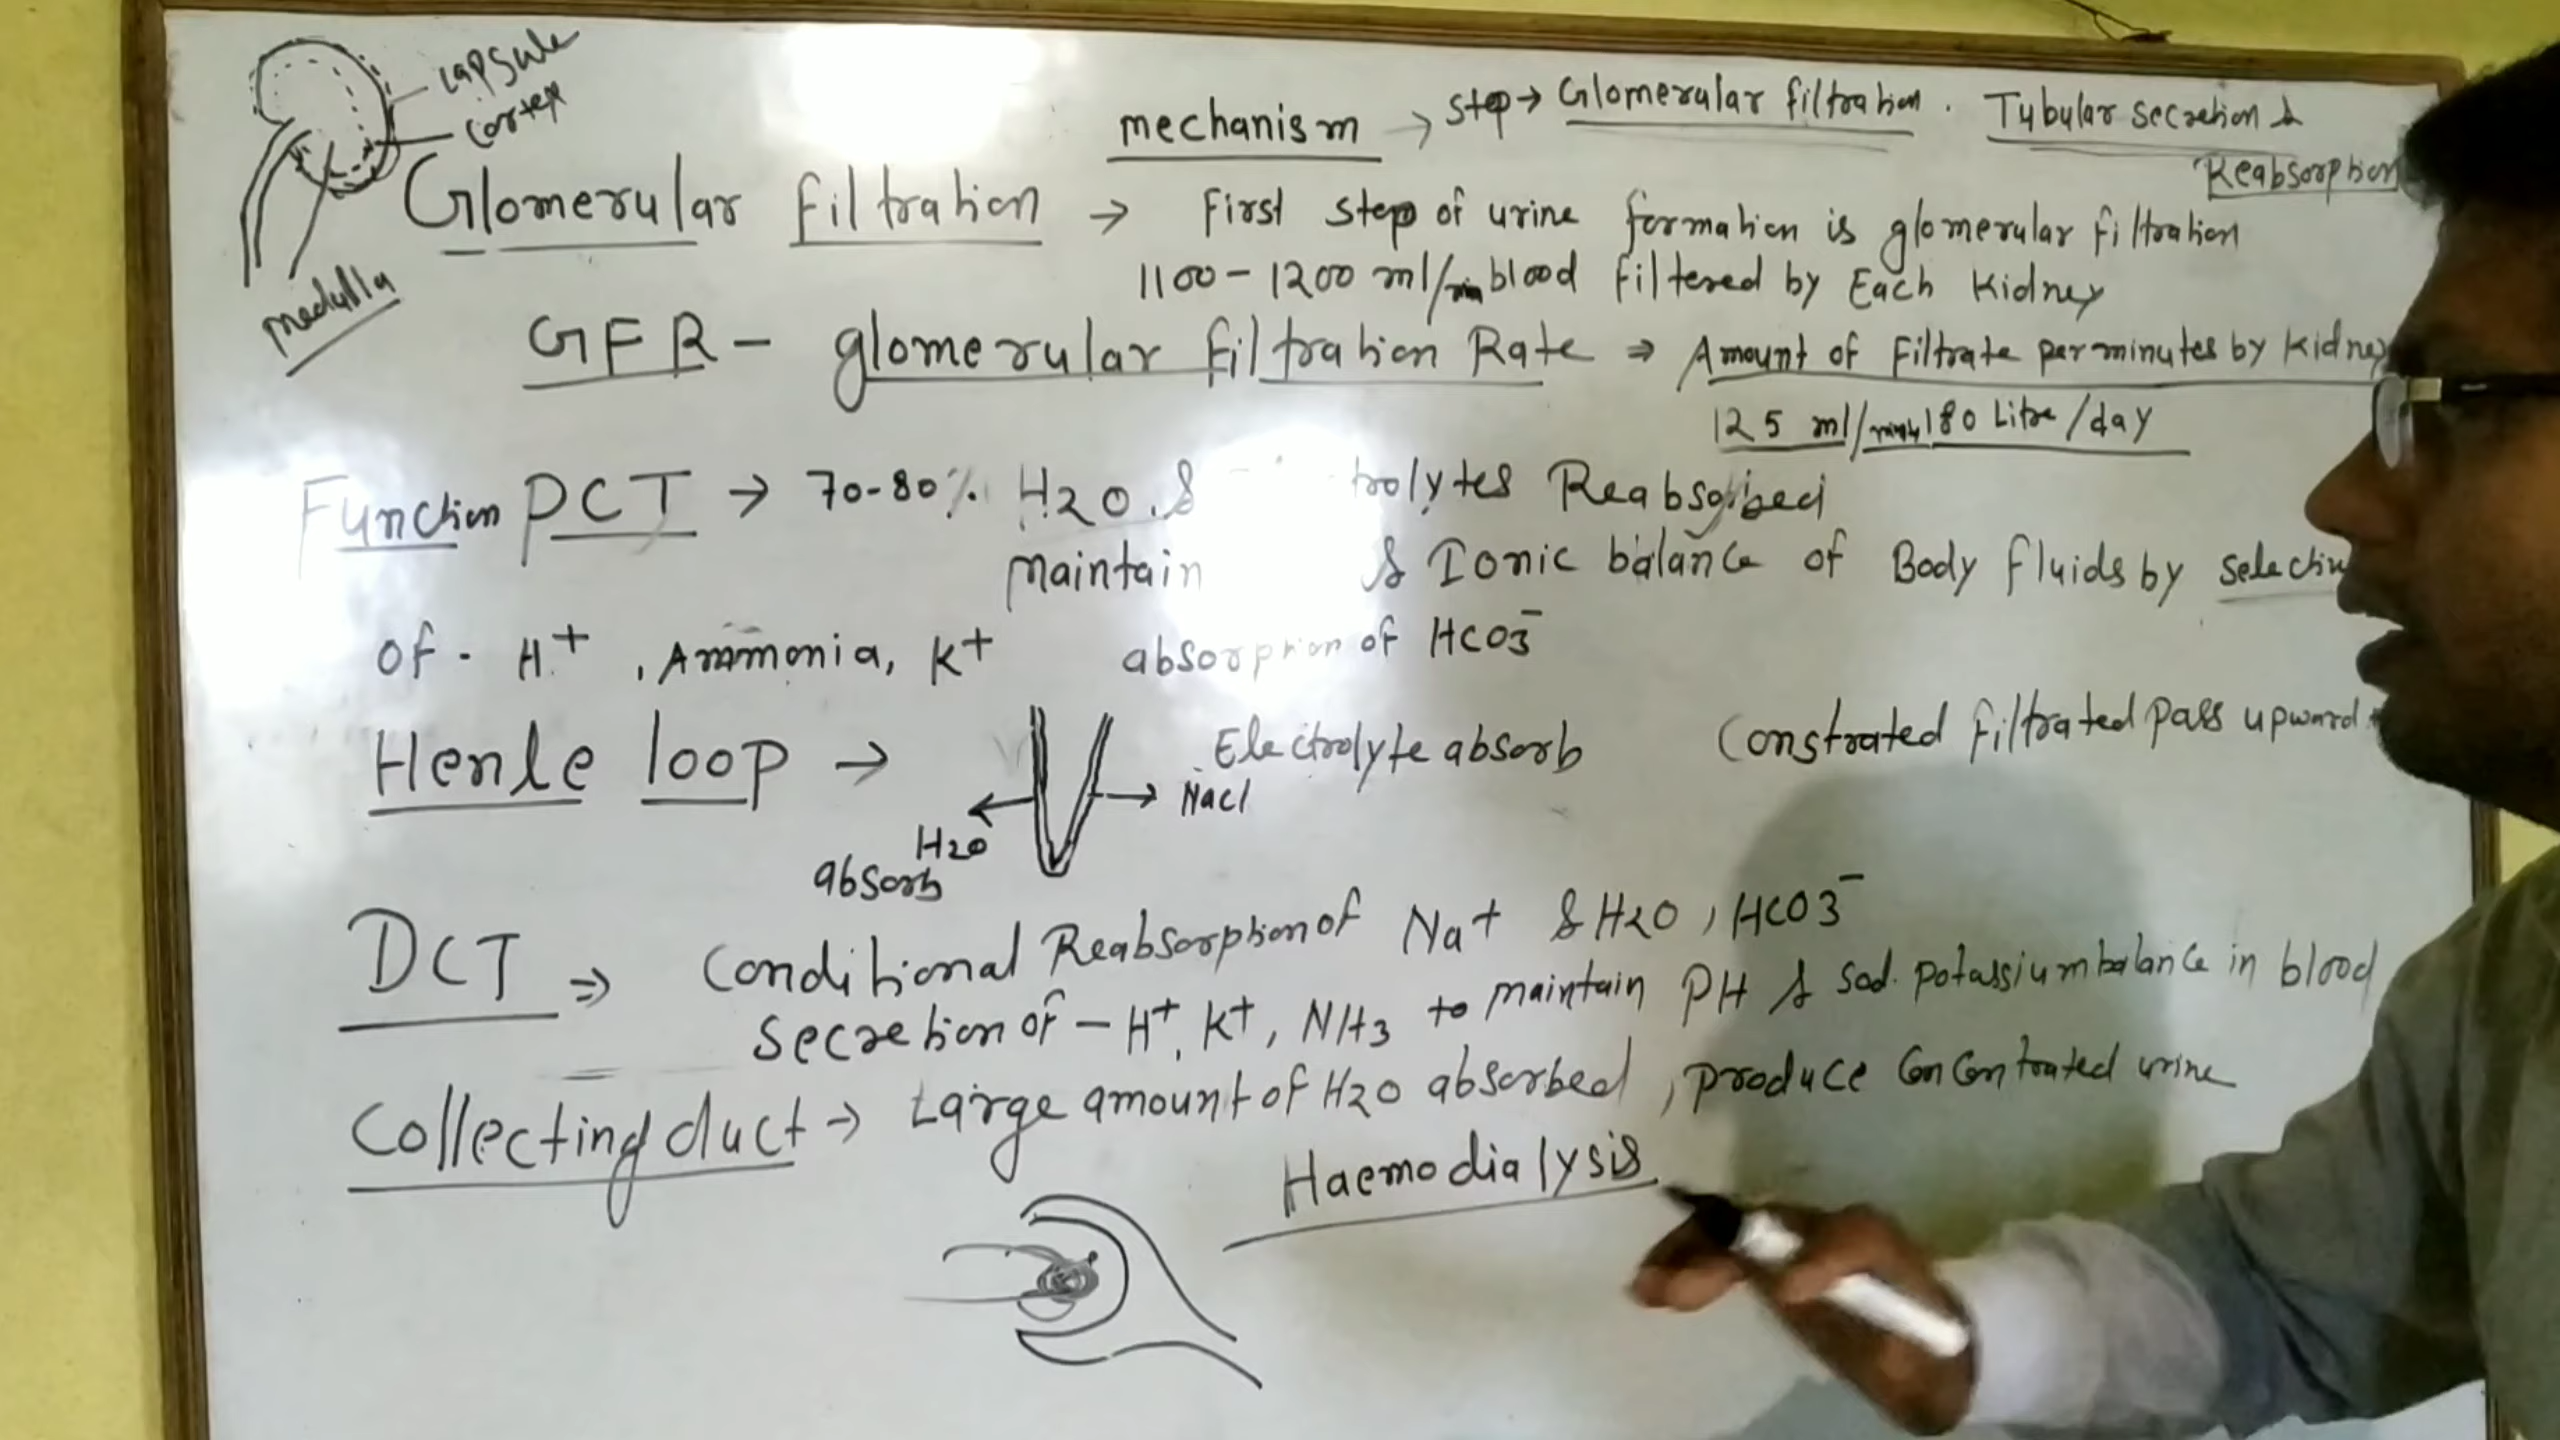 capsule
cortex
medulla
mechanism → step → Glomerular filtration. Tubular secretion &
Reabsorption
Glomerular filtration → First step of urine formation is glomerular filtration
1100-1200 ml/min blood filtered by Each Kidney
GFR - glomerular filtration Rate ⇒ Amount of Filtrate per minutes by kidney
125 ml/ 180 Litre/day
Function PCT → 70-80% H2O & trolytes Reabsorbed
maintain & Ionic balance of Body fluids by selective
of - H+, Ammonia, K+ absorption of HCO3-
Henle loop → Electrolyte absorb Constrated filtrated pass upward
NaCl
H2O
absorb
DCT ⇒ Conditional Reabsorption of Na+ & H2O, HCO3-
secretion of - H+, K+, NH3 to maintain PH & Sod. potassium balance in blood
Collecting duct → Large amount of H2O absorbed, produce Concontrated urine
Haemodialysis